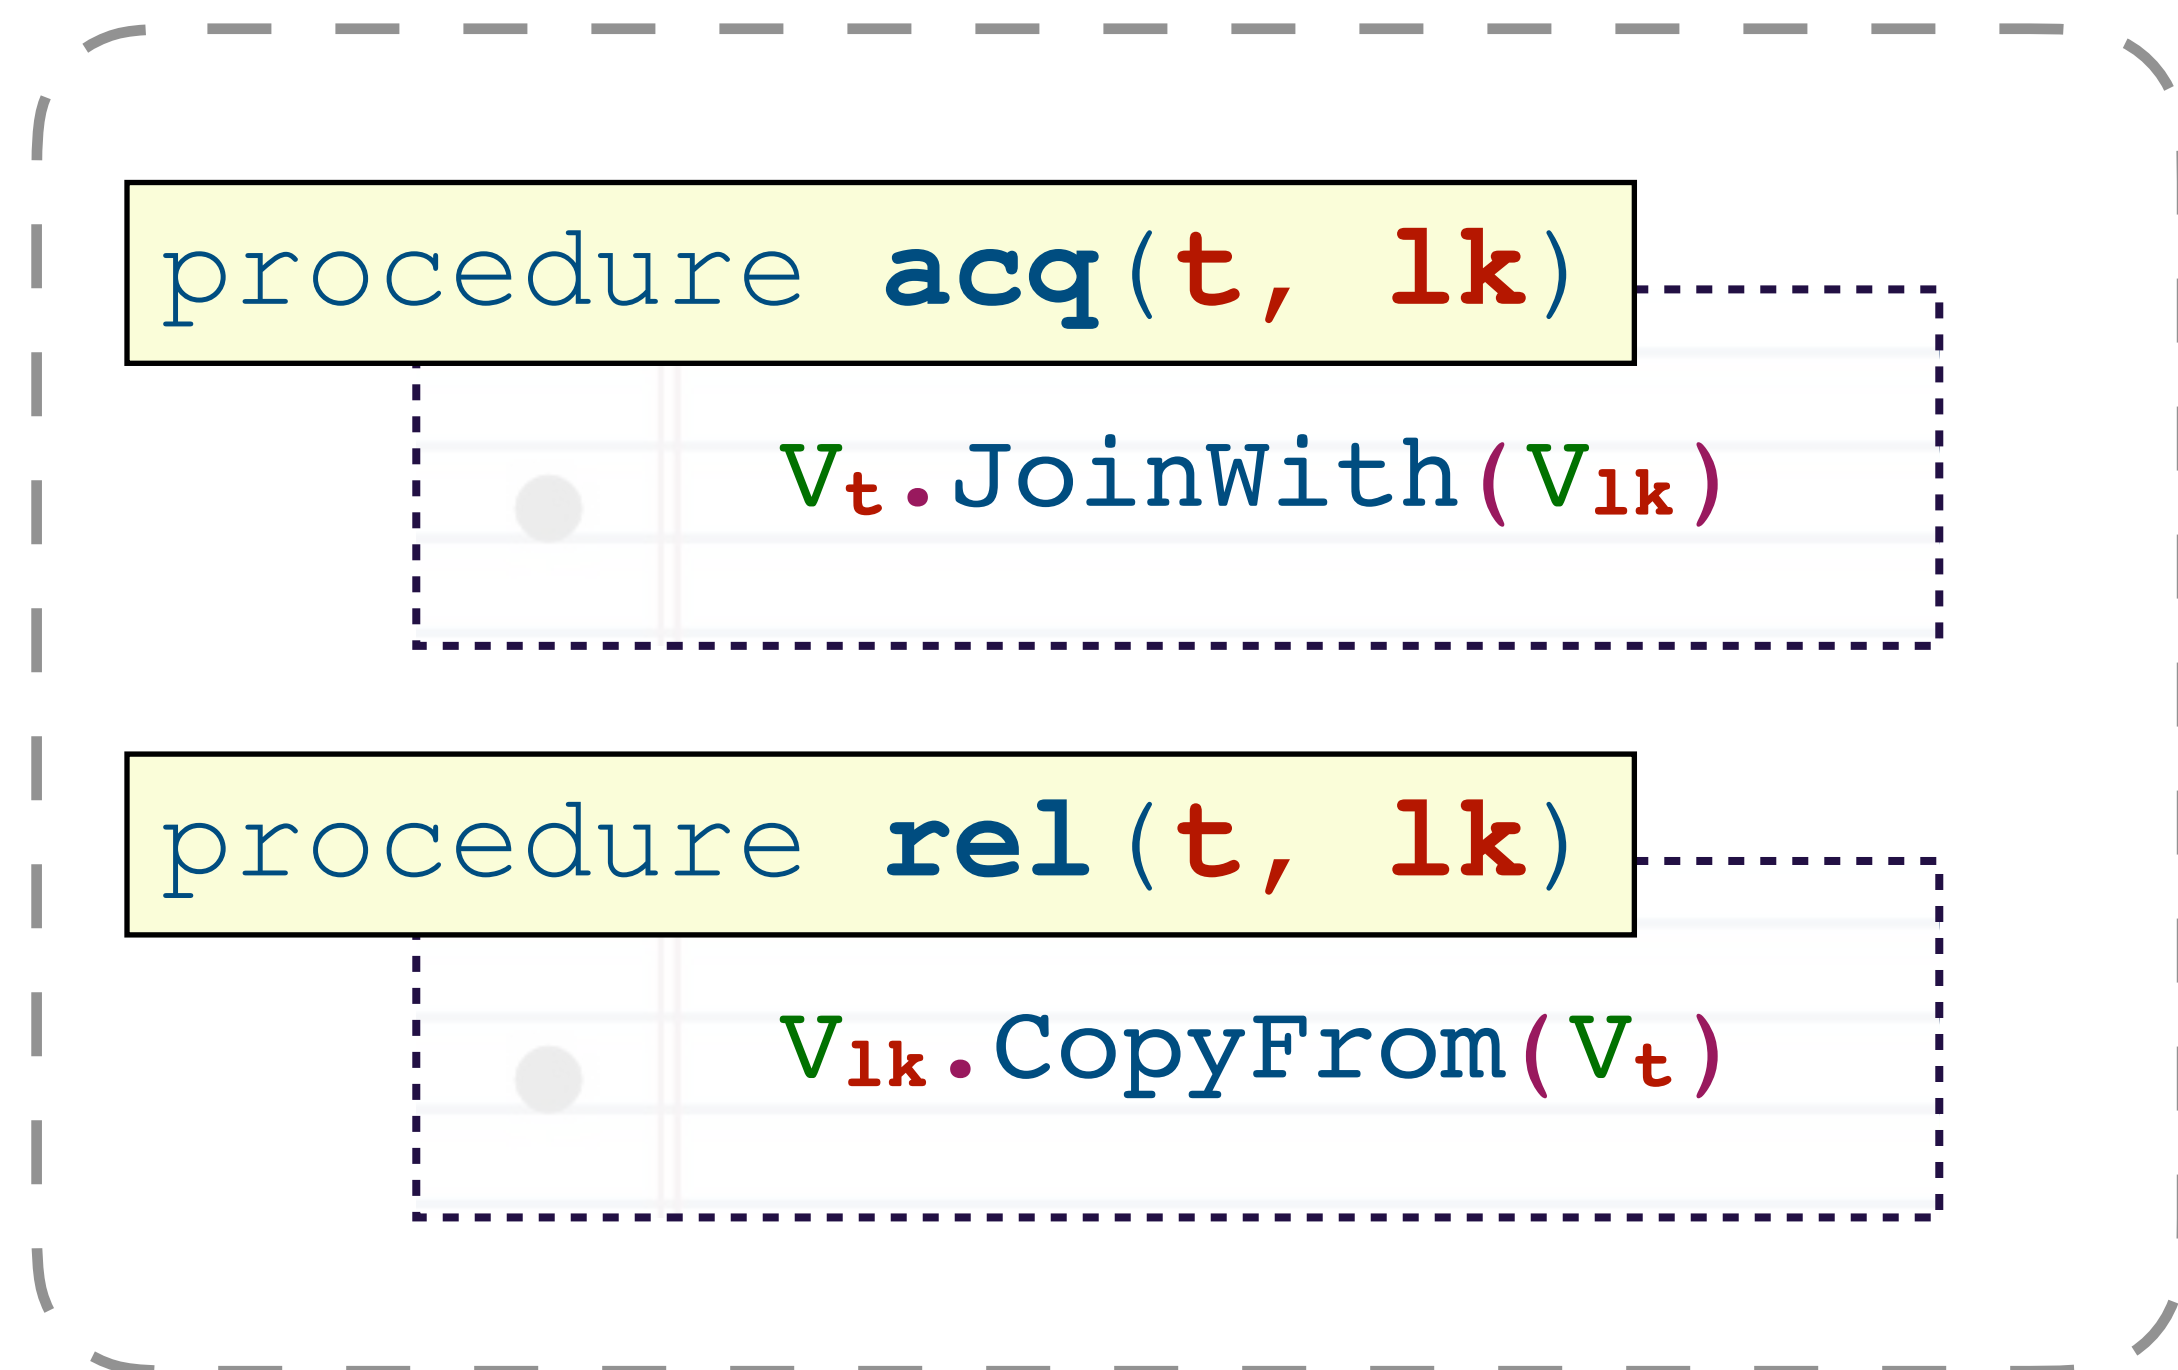 procedure acq(t, lk)
Vt.JoinWith(Vlk)
procedure rel(t, lk)
Vlk.CopyFrom(Vt)